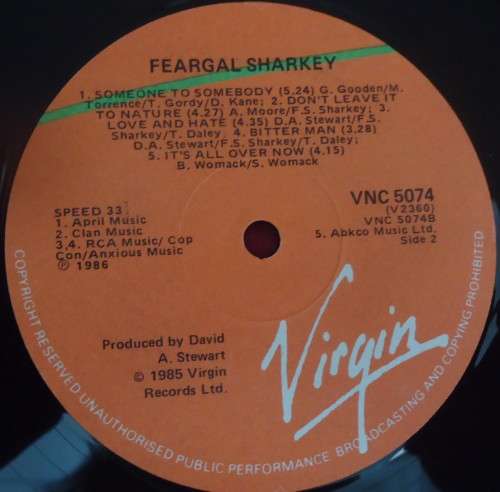 FEARGAL SHARKEY
1. SOMEONE TO SOMEBODY (5.24) G. Gooden/M.
Torrence/T. Gordy/D. Kane; 2. DON'T LEAVE IT
TO NATURE (4.27) A. Moore/F.S. Sharkey; 3.
LOVE AND HATE (4.35) D.A. Stewart/F.S.
Sharkey/T. Daley; 4. BITTER MAN (3.28)
D.A. Stewart/F.S. Sharkey/T. Daley;
5. IT'S ALL OVER NOW (4.15)
B. Womack/S. Womack
SPEED 33
1. April Music
2. Clan Music
3,4. RCA Music/ Cop
Con/Anxious Music
℗ 1986
VNC 5074
(V2360)
VNC 5074B
5. Abkco Music Ltd.
Side 2
Produced by David
A. Stewart
© 1985 Virgin
Records Ltd.
Virgin
COPYRIGHT RESERVED UNAUTHORISED PUBLIC PERFORMANCE BROADCASTING AND COPYING PROHIBITED